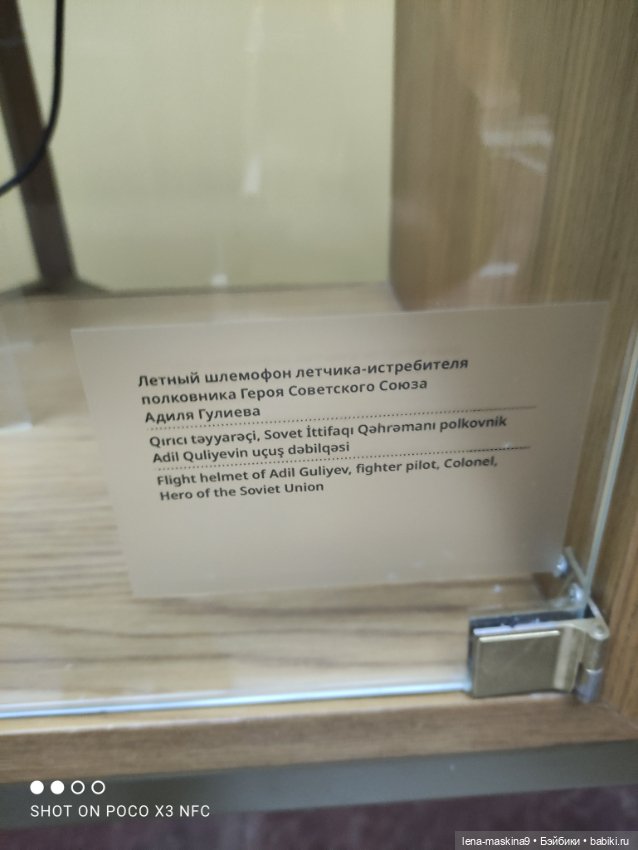 Летный шлемофон летчика-истребителя
полковника Героя Советского Союза
Адиля Гулиева
Qırıcı təyyarəçi, Sovet İttifaqı Qəhrəmanı polkovnik
Adil Quliyevin uçuş dəbilqəsi
Flight helmet of Adil Guliyev, fighter pilot, Colonel,
Hero of the Soviet Union
SHOT ON POCO X3 NFC
lena-maskina9 • Бэйбики • babiki.ru